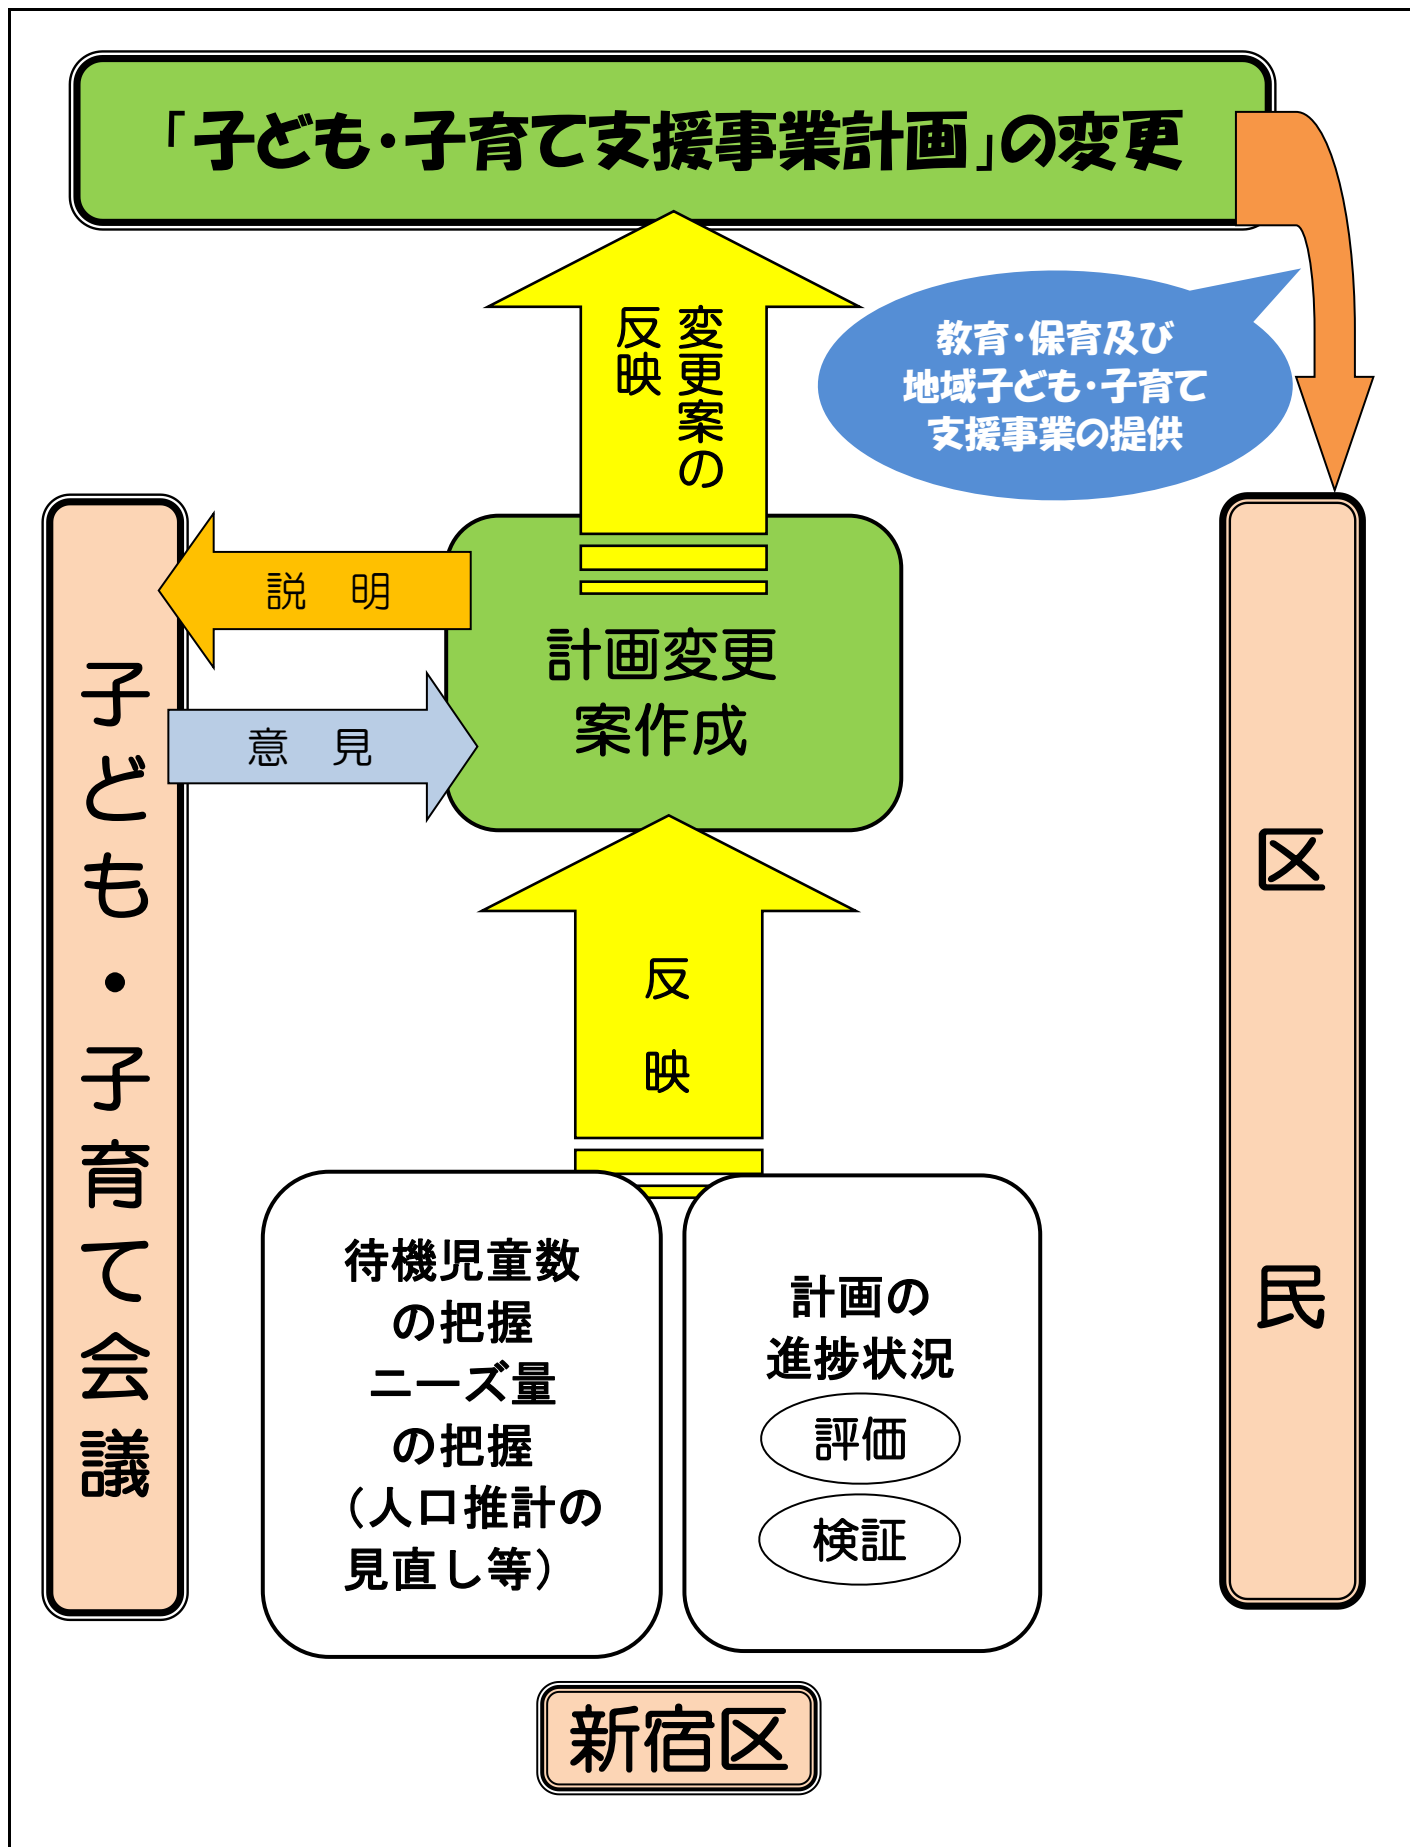 「子ども・子育て支援事業計画」の変更
変更案の
反映
教育・保育及び
地域子ども・子育て
支援事業の提供
説　明
意　見
計画変更
案作成
子ども・子育て会議
区民
反映
待機児童数
の把握
ニーズ量
の把握
（人口推計の
見直し等）
計画の
進捗状況
評価
検証
新宿区